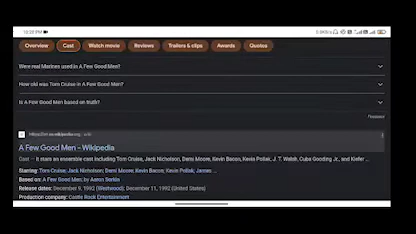 12:22 PM
Overview Cast Watch movie Reviews Trailers & clips Awards Quotes
Were real Marines used in A Few Good Men?
How old was Tom Cruise in A Few Good Men?
Is A Few Good Men based on truth?
Feedback
A Few Good Men - Wikipedia
Cast — It stars an ensemble cast including Tom Cruise, Jack Nicholson, Demi Moore, Kevin Bacon, Kevin Pollak, J. T. Walsh, Cuba Gooding Jr., and Kiefer ...
Starring: Tom Cruise; Jack Nicholson; Demi Moore; Kevin Bacon; Kevin Pollak; James ...
Based on: A Few Good Men; by Aaron Sorkin
Release dates: December 9, 1992 (Westwood); December 11, 1992 (United States)
Production company: Castle Rock Entertainment